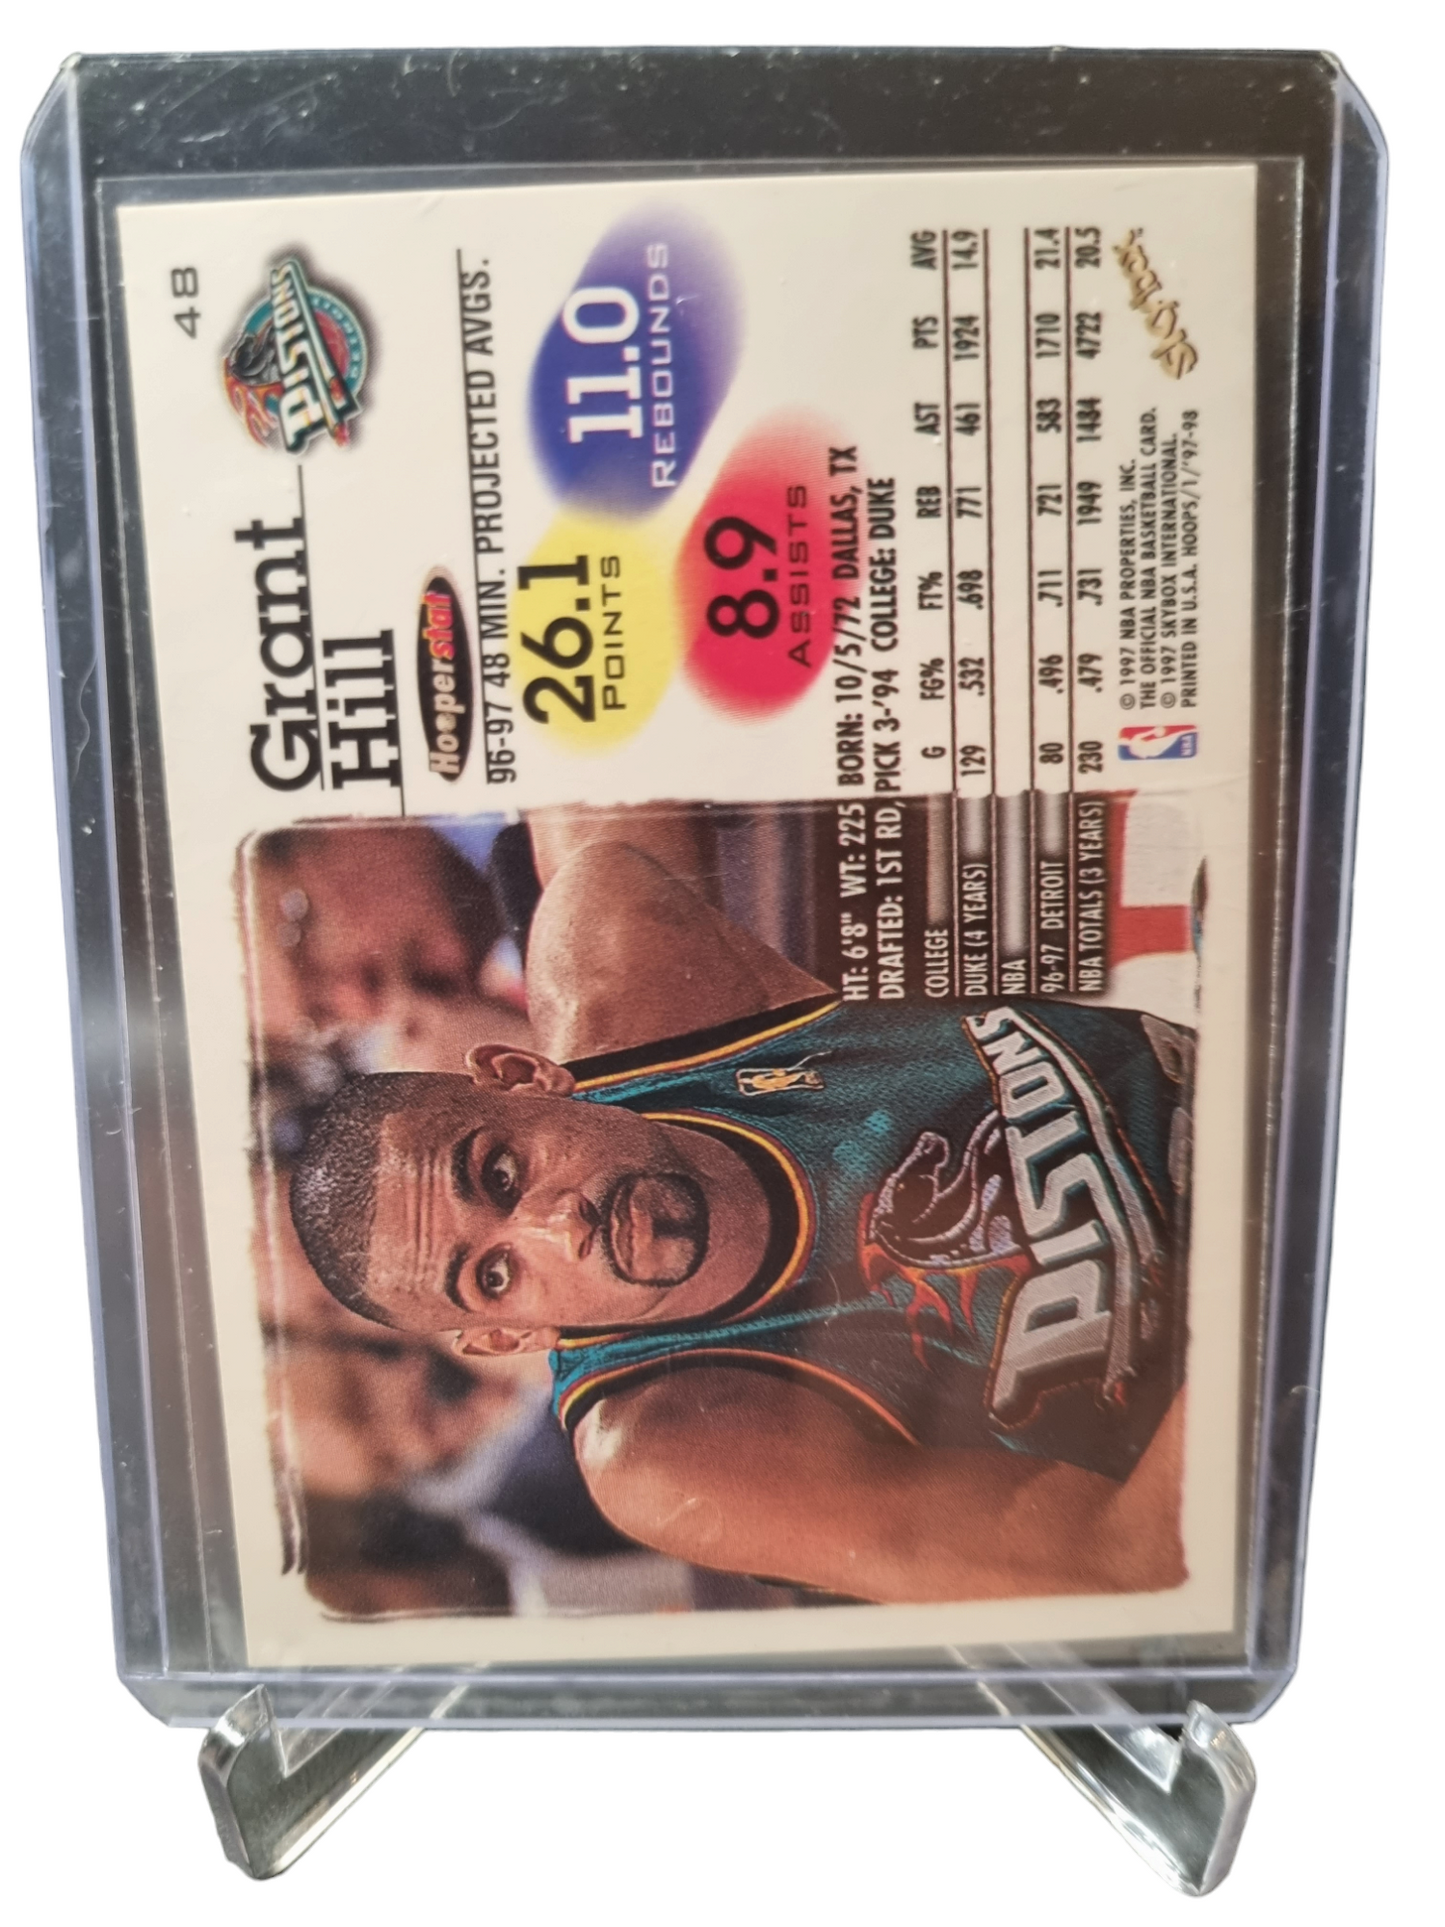 48
PISTONS
Grant
Hill
Hooperstat
96-97 48 MIN. PROJECTED AVGS.
26.1
POINTS
11.0
REBOUNDS
8.9
ASSISTS
HT: 6'8" WT: 225 BORN: 10/5/72 DALLAS, TX
DRAFTED: 1ST RD, PICK 3-'94 COLLEGE: DUKE
COLLEGE G FG% FT% REB AST PTS AVG
DUKE (4 YEARS) 129 .532 .698 771 461 1924 14.9
NBA
96-97 DETROIT 80 .496 .711 721 583 1710 21.4
NBA TOTALS (3 YEARS) 230 .479 .731 1949 1484 4722 20.5
© 1997 NBA PROPERTIES, INC.
THE OFFICIAL NBA BASKETBALL CARD.
© 1997 SKYBOX INTERNATIONAL.
PRINTED IN U.S.A. HOOPS/1/'97-98
NBA
SkyBox
PISTONS